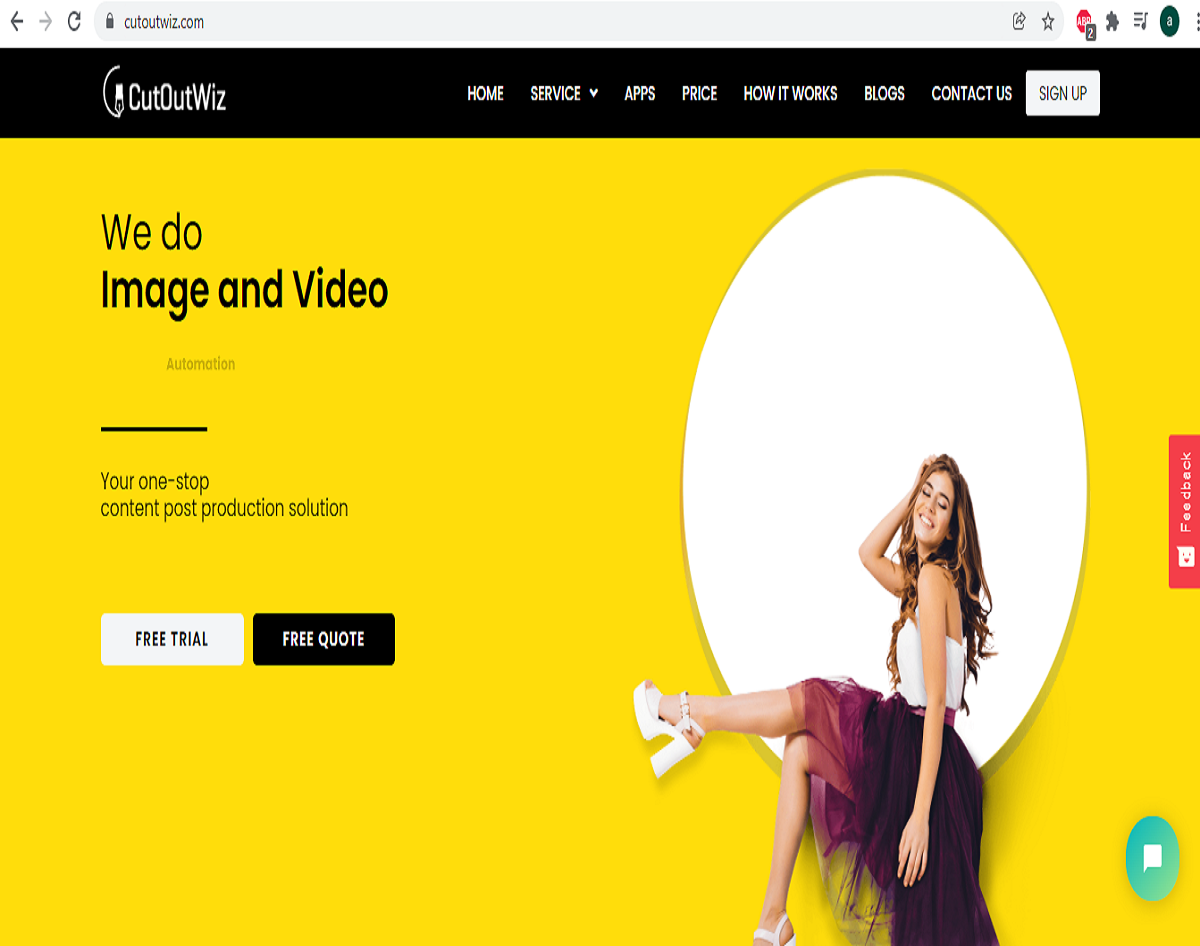 cutoutwiz.com
ABP
2
a
CutOutWiz
HOME SERVICE APPS PRICE HOW IT WORKS BLOGS CONTACT US SIGN UP
We do
Image and Video
Automation
Your one-stop
content post production solution
FREE TRIAL FREE QUOTE
Feedback